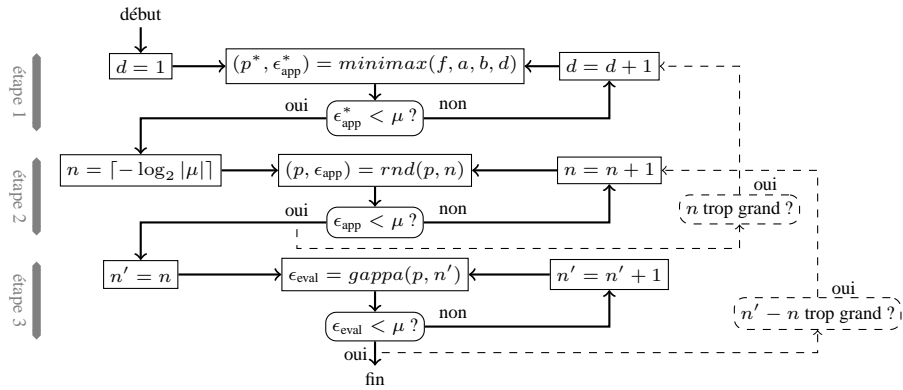 début
étape 1
d = 1
(p*, ϵ*app) = minimax(f, a, b, d)
d = d + 1
oui
ϵ*app < μ ?
non
étape 2
n = ⌈− log₂ |μ|⌉
(p, ϵapp) = rnd(p, n)
n = n + 1
oui
oui
ϵapp < μ ?
non
n trop grand ?
étape 3
n′ = n
ϵeval = gappa(p, n′)
n′ = n′ + 1
oui
ϵeval < μ ?
non
n′ − n trop grand ?
oui
fin